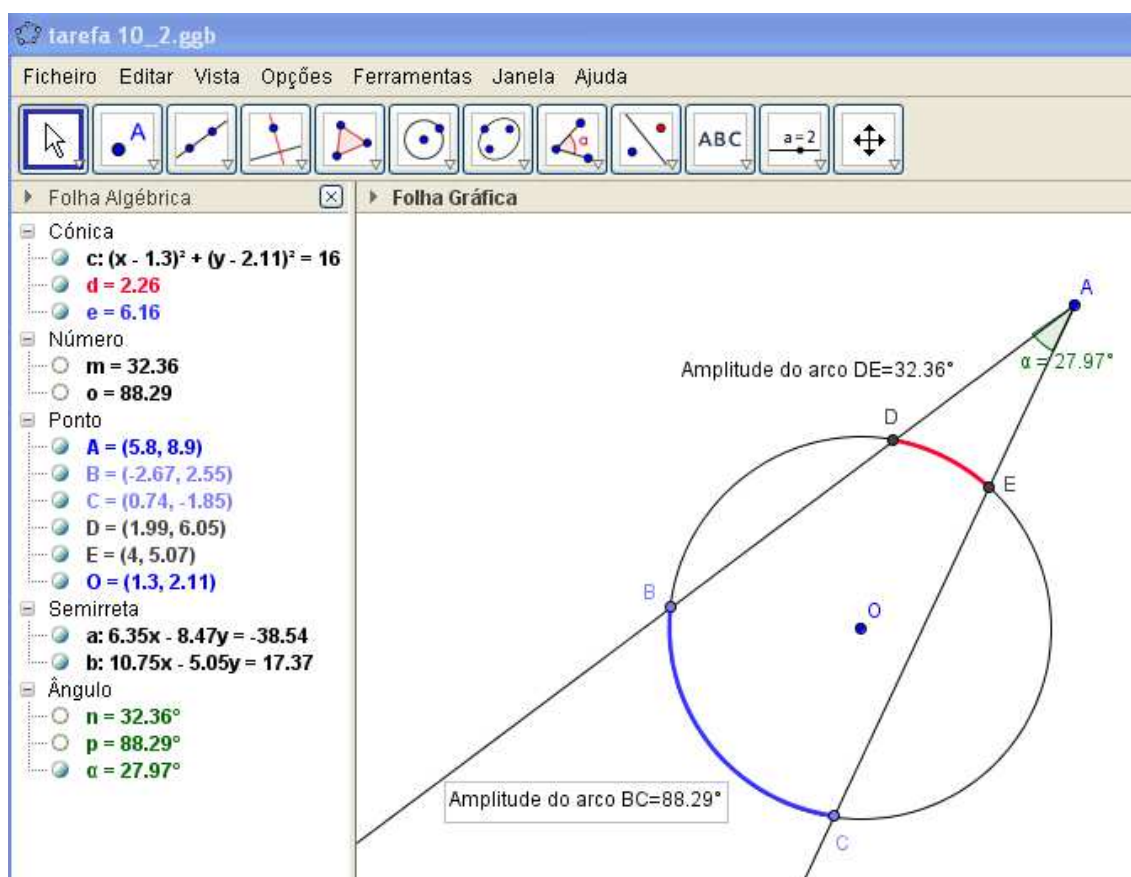 tarefa 10_2.ggb
Ficheiro Editar Vista Opções Ferramentas Janela Ajuda
A
α
ABC
a=2
Folha Algébrica
Folha Gráfica
Cónica
c: (x - 1.3)² + (y - 2.11)² = 16
d = 2.26
e = 6.16
Número
m = 32.36
o = 88.29
Ponto
A = (5.8, 8.9)
B = (-2.67, 2.55)
C = (0.74, -1.85)
D = (1.99, 6.05)
E = (4, 5.07)
O = (1.3, 2.11)
Semirreta
a: 6.35x - 8.47y = -38.54
b: 10.75x - 5.05y = 17.37
Ângulo
n = 32.36°
p = 88.29°
α = 27.97°
A
α = 27.97°
Amplitude do arco DE=32.36°
D
E
B
O
Amplitude do arco BC=88.29°
C